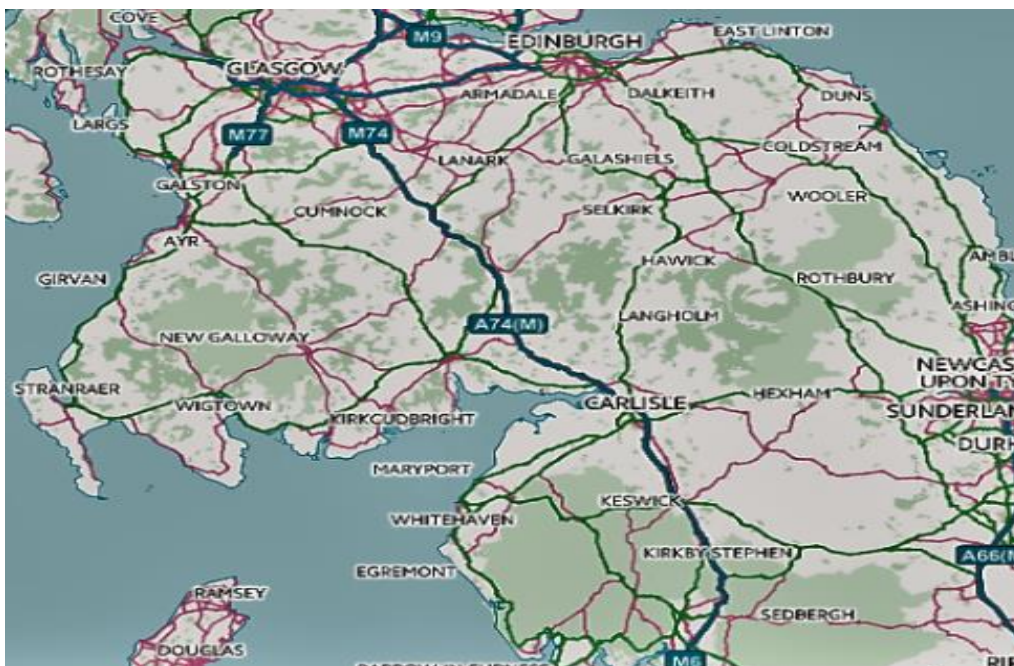 COVE
M9
EDINBURGH
EAST LINTON
ROTHESAY
GLASGOW
ARMADALE
DALKEITH
DUNS
LARGS
M77
M74
LANARK
GALASHIELS
COLDSTREAM
GALSTON
CUMNOCK
SELKIRK
WOOLER
AYR
HAWICK
AMBL
GIRVAN
ROTHBURY
ASHING
LANGHOLM
A74(M)
NEW GALLOWAY
NEWCAS
UPON TY
STRANRAER
WIGTOWN
KIRKCUDBRIGHT
CARLISLE
HEXHAM
SUNDERLAN
DURH
MARYPORT
KESWICK
WHITEHAVEN
KIRKBY STEPHEN
A66(M
EGREMONT
RAMSEY
SEDBERGH
DOUGLAS
M6